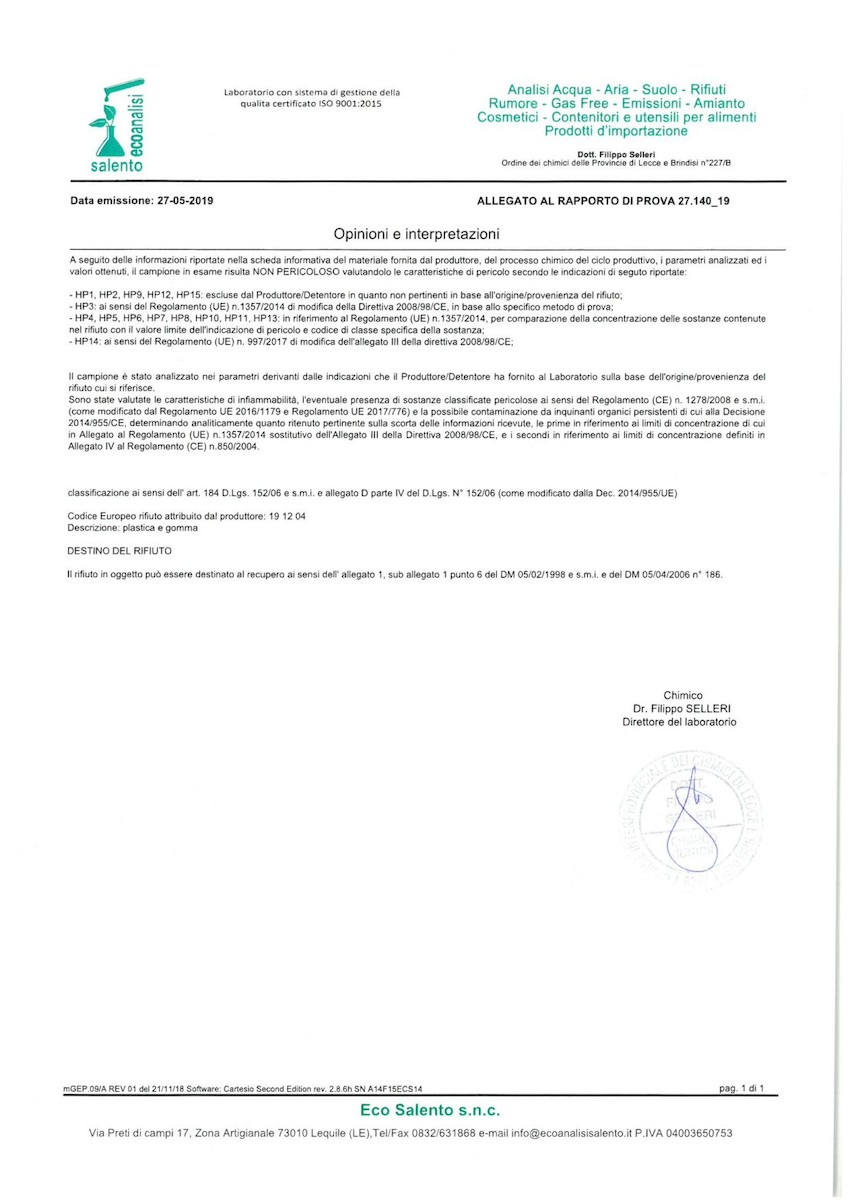 ecoanalisi
salento
Laboratorio con sistema di gestione della
qualita certificato ISO 9001:2015
Analisi Acqua - Aria - Suolo - Rifiuti
Rumore - Gas Free - Emissioni - Amianto
Cosmetici - Contenitori e utensili per alimenti
Prodotti d'importazione
Dott. Filippo Selleri
Ordine dei chimici delle Provincie di Lecce e Brindisi n°227/B
Data emissione: 27-05-2019
ALLEGATO AL RAPPORTO DI PROVA 27.140_19
Opinioni e interpretazioni
A seguito delle informazioni riportate nella scheda informativa del materiale fornita dal produttore, del processo chimico del ciclo produttivo, i parametri analizzati ed i
valori ottenuti, il campione in esame risulta NON PERICOLOSO valutandolo le caratteristiche di pericolo secondo le indicazioni di seguto riportate:
- HP1, HP2, HP9, HP12, HP15: escluse dal Produttore/Detentore in quanto non pertinenti in base all'origine/provenienza del rifiuto;
- HP3: ai sensi del Regolamento (UE) n.1357/2014 di modifica della Direttiva 2008/98/CE, in base allo specifico metodo di prova;
- HP4, HP5, HP6, HP7, HP8, HP10, HP11, HP13: in riferimento al Regolamento (UE) n.1357/2014, per comparazione della concentrazione delle sostanze contenute
nel rifiuto con il valore limite dell'indicazione di pericolo e codice di classe specifica della sostanza;
- HP14: ai sensi del Regolamento (UE) n. 997/2017 di modifica dell'allegato III della direttiva 2008/98/CE;
Il campione è stato analizzato nei parametri derivanti dalle indicazioni che il Produttore/Detentore ha fornito al Laboratorio sulla base dell'origine/provenienza del
rifiuto cui si riferisce.
Sono state valutate le caratteristiche di infiammabilità, l'eventuale presenza di sostanze classificate pericolose ai sensi del Regolamento (CE) n. 1278/2008 e s.m.i.
(come modificato dal Regolamento UE 2016/1179 e Regolamento UE 2017/776) e la possibile contaminazione da inquinanti organici persistenti di cui alla Decisione
2014/955/CE, determinando analiticamente quanto ritenuto pertinente sulla scorta delle informazioni ricevute, le prime in riferimento ai limiti di concentrazione di cui
in Allegato al Regolamento (UE) n.1357/2014 sostitutivo dell'Allegato III della Direttiva 2008/98/CE, e i secondi in riferimento ai limiti di concentrazione definiti in
Allegato IV al Regolamento (CE) n.850/2004.
classificazione ai sensi dell' art. 184 D.Lgs. 152/06 e s.m.i. e allegato D parte IV del D.Lgs. N° 152/06 (come modificato dalla Dec. 2014/955/UE)
Codice Europeo rifiuto attribuito dal produttore: 19 12 04
Descrizione: plastica e gomma
DESTINO DEL RIFIUTO
Il rifiuto in oggetto può essere destinato al recupero ai sensi dell' allegato 1, sub allegato 1 punto 6 del DM 05/02/1998 e s.m.i. e del DM 05/04/2006 n° 186.
Chimico
Dr. Filippo SELLERI
Direttore del laboratorio
mGEP.09/A REV 01 del 21/11/18 Software: Cartesio Second Edition rev. 2.8.6h SN A14F15ECS14
pag. 1 di 1
Eco Salento s.n.c.
Via Preti di campi 17, Zona Artigianale 73010 Lequile (LE),Tel/Fax 0832/631868 e-mail info@ecoanalisisalento.it P.IVA 04003650753